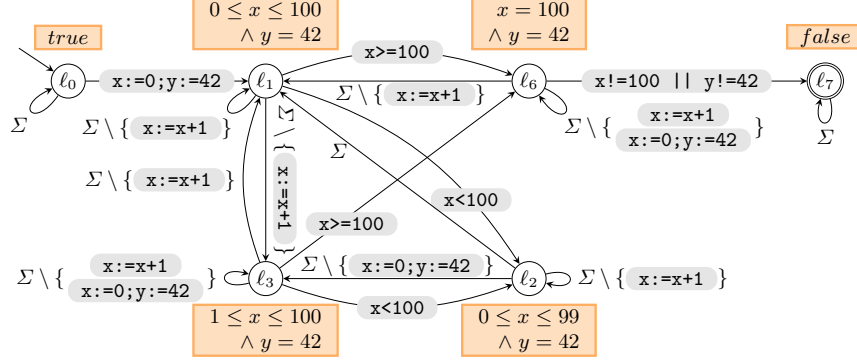 true
0 ≤ x ≤ 100
∧ y = 42
x = 100
∧ y = 42
false
ℓ0
x:=0;y:=42
ℓ1
x>=100
ℓ6
x!=100 || y!=42
ℓ7
Σ
Σ \ { x:=x+1 }
Σ \ { x:=x+1 }
Σ \ { x:=x+1
x:=0;y:=42 }
Σ
Σ \ { x:=x+1 }
Σ \ { x:=x+1 }
Σ
x<100
x>=100
Σ \ { x:=x+1
x:=0;y:=42 }
ℓ3
Σ \ { x:=0;y:=42 }
ℓ2
Σ \ { x:=x+1 }
x<100
1 ≤ x ≤ 100
∧ y = 42
0 ≤ x ≤ 99
∧ y = 42